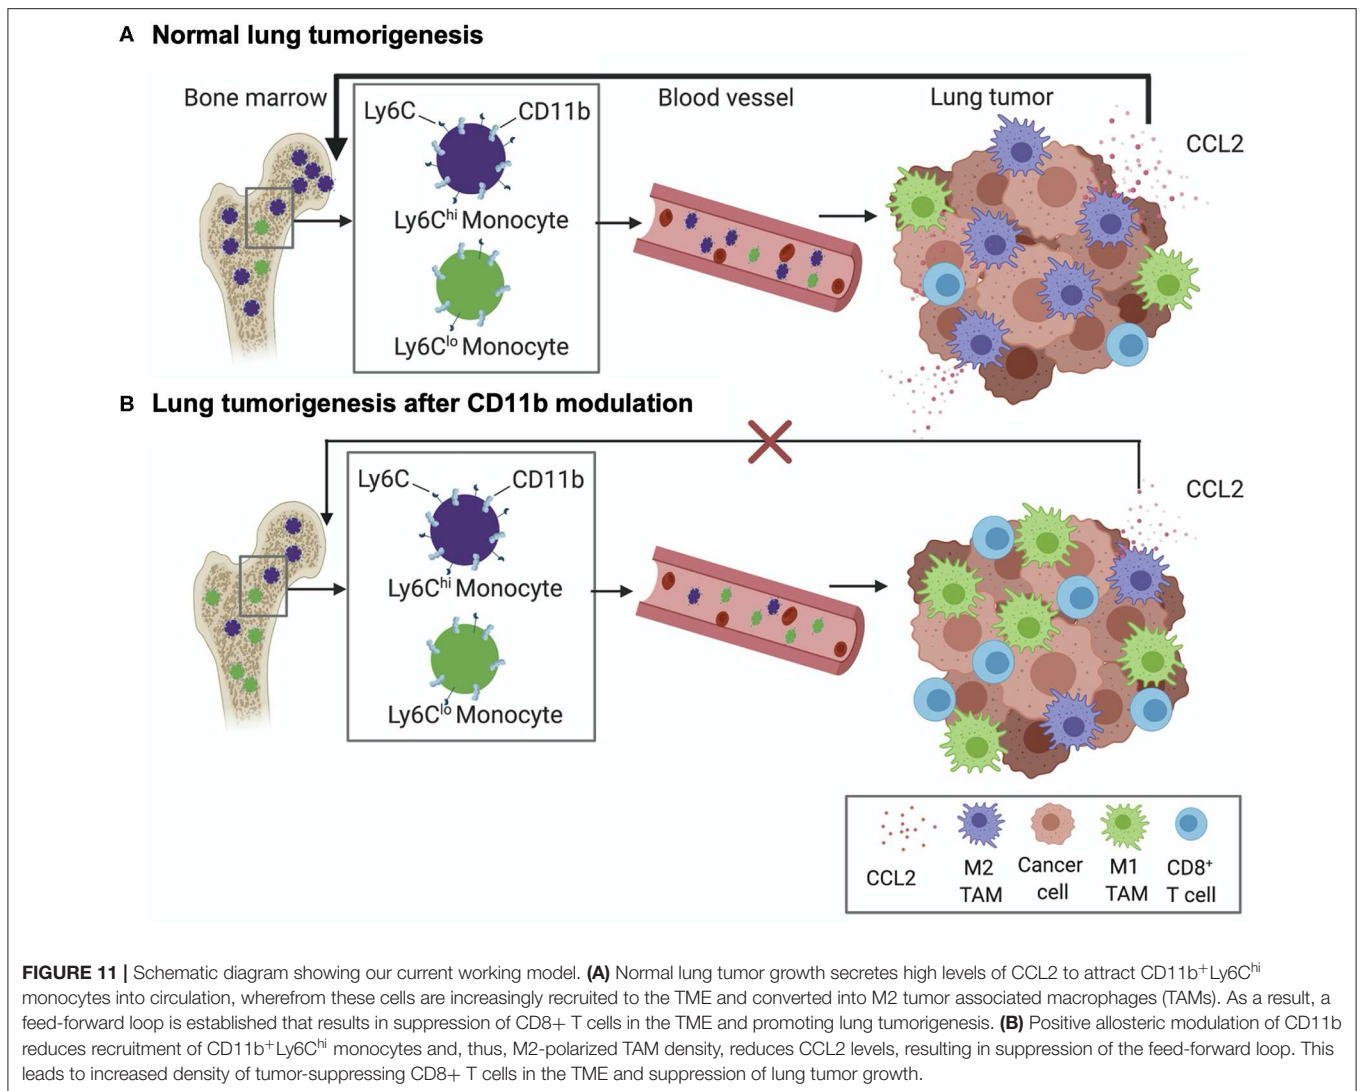 A Normal lung tumorigenesis
Bone marrow
Blood vessel
Lung tumor
Ly6C
CD11b
CCL2
Ly6Chi Monocyte
Ly6Clo Monocyte
B Lung tumorigenesis after CD11b modulation
Ly6C
CD11b
CCL2
Ly6Chi Monocyte
Ly6Clo Monocyte
CCL2
M2
TAM
Cancer
cell
M1
TAM
CD8+
T cell
FIGURE 11 | Schematic diagram showing our current working model. (A) Normal lung tumor growth secretes high levels of CCL2 to attract CD11b+Ly6Chi
monocytes into circulation, wherefrom these cells are increasingly recruited to the TME and converted into M2 tumor associated macrophages (TAMs). As a result, a
feed-forward loop is established that results in suppression of CD8+ T cells in the TME and promoting lung tumorigenesis. (B) Positive allosteric modulation of CD11b
reduces recruitment of CD11b+Ly6Chi monocytes and, thus, M2-polarized TAM density, reduces CCL2 levels, resulting in suppression of the feed-forward loop. This
leads to increased density of tumor-suppressing CD8+ T cells in the TME and suppression of lung tumor growth.